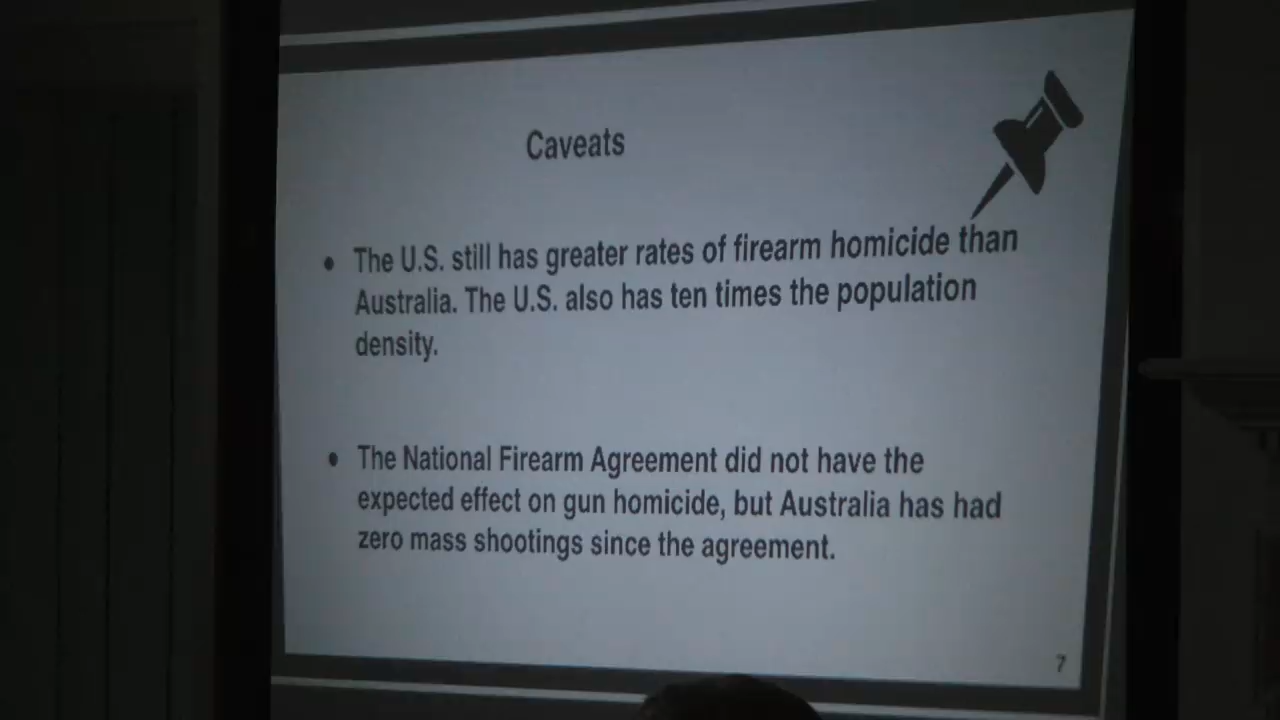 Caveats
• The U.S. still has greater rates of firearm homicide than
Australia. The U.S. also has ten times the population
density.
• The National Firearm Agreement did not have the
expected effect on gun homicide, but Australia has had
zero mass shootings since the agreement.
7